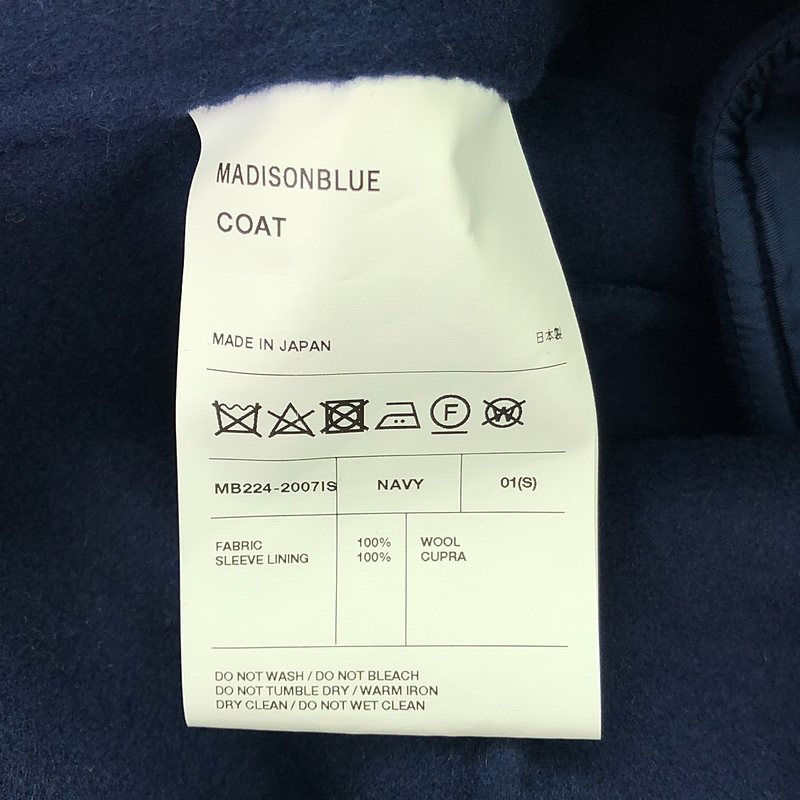 MADISONBLUE
COAT
MADE IN JAPAN 日本製
F W
MB224-2007IS NAVY 01(S)
FABRIC 100% WOOL
SLEEVE LINING 100% CUPRA
DO NOT WASH / DO NOT BLEACH
DO NOT TUMBLE DRY / WARM IRON
DRY CLEAN / DO NOT WET CLEAN